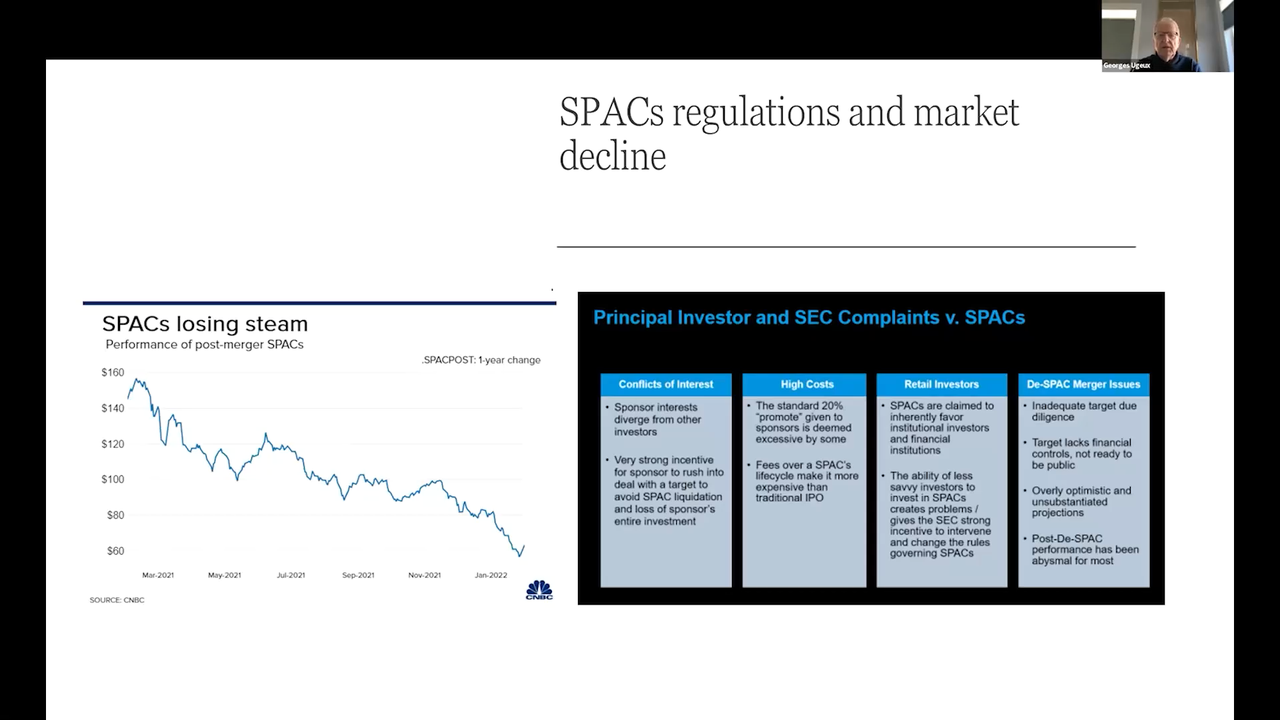 Georges Ugeux
SPACs regulations and market
decline
SPACs losing steam
Performance of post-merger SPACs
.SPACPOST: 1-year change
$160
$140
$120
$100
$80
$60
Mar-2021 May-2021 Jul-2021 Sep-2021 Nov-2021 Jan-2022
SOURCE: CNBC
CNBC
Principal Investor and SEC Complaints v. SPACs
Conflicts of Interest
• Sponsor interests
diverge from other
investors
• Very strong incentive
for sponsor to rush into
deal with a target to
avoid SPAC liquidation
and loss of sponsor's
entire investment
High Costs
• The standard 20%
"promote" given to
sponsors is deemed
excessive by some
• Fees over a SPAC's
lifecycle make it more
expensive than
traditional IPO
Retail Investors
• SPACs are claimed to
inherently favor
institutional investors
and financial
institutions
• The ability of less
savvy investors to
invest in SPACs
creates problems /
gives the SEC strong
incentive to intervene
and change the rules
governing SPACs
De-SPAC Merger Issues
• Inadequate target due
diligence
• Target lacks financial
controls, not ready to
be public
• Overly optimistic and
unsubstantiated
projections
• Post-De-SPAC
performance has been
abysmal for most